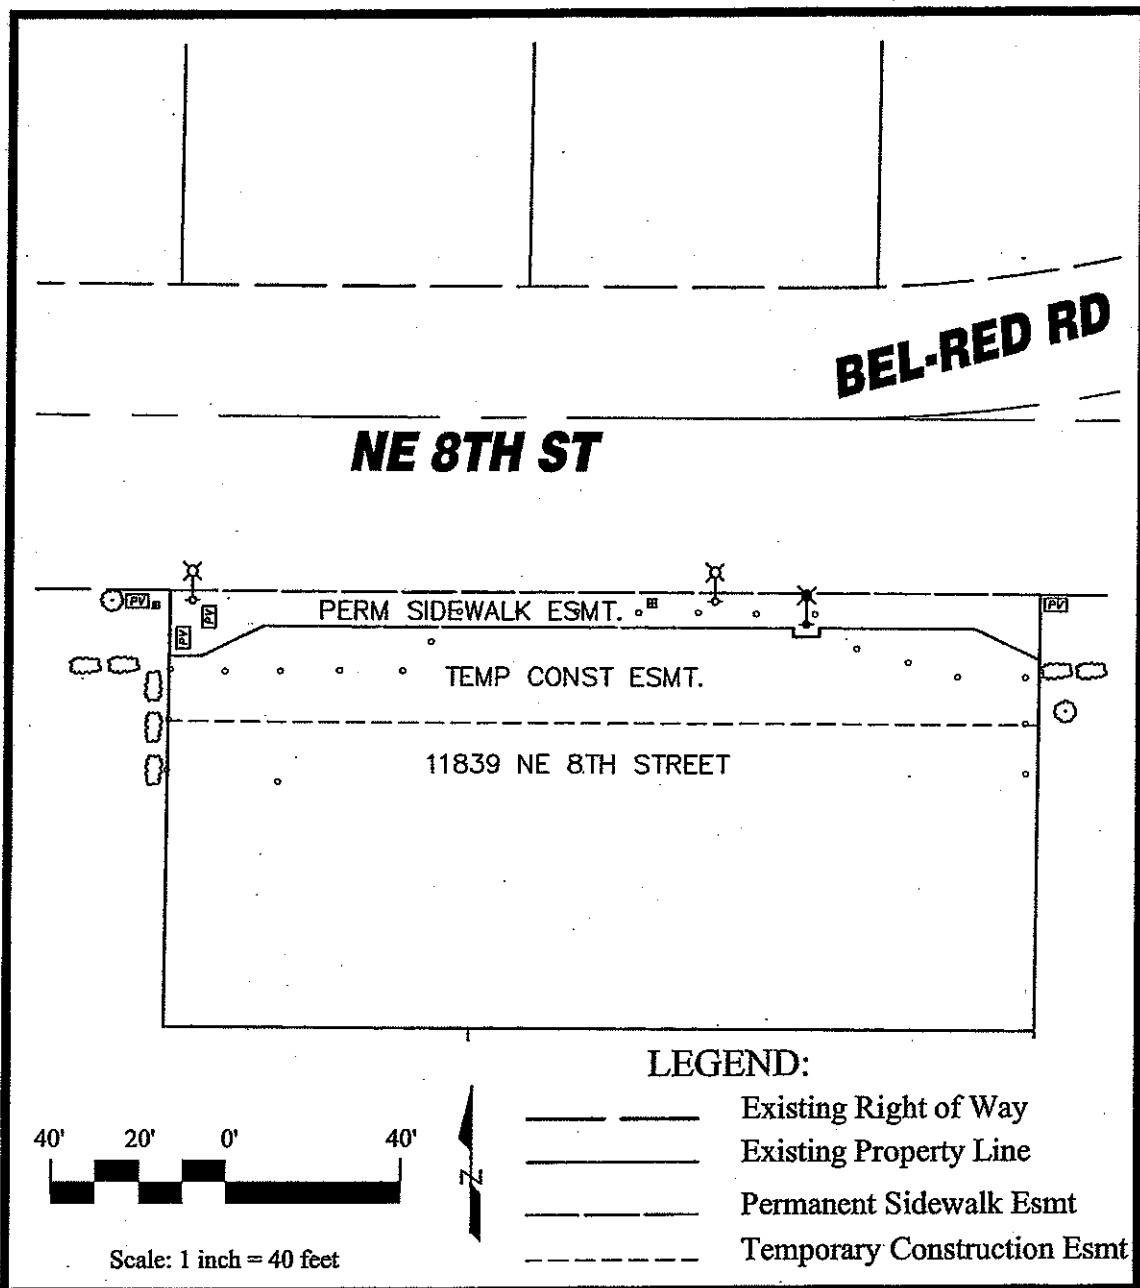 BEL-RED RD
NE 8TH ST
PV
PV
PERM SIDEWALK ESMT.
PV
PV
TEMP CONST ESMT.
11839 NE 8TH STREET
LEGEND:
Existing Right of Way
40' 20' 0' 40'
Existing Property Line
N
Permanent Sidewalk Esmt
Scale: 1 inch = 40 feet
Temporary Construction Esmt